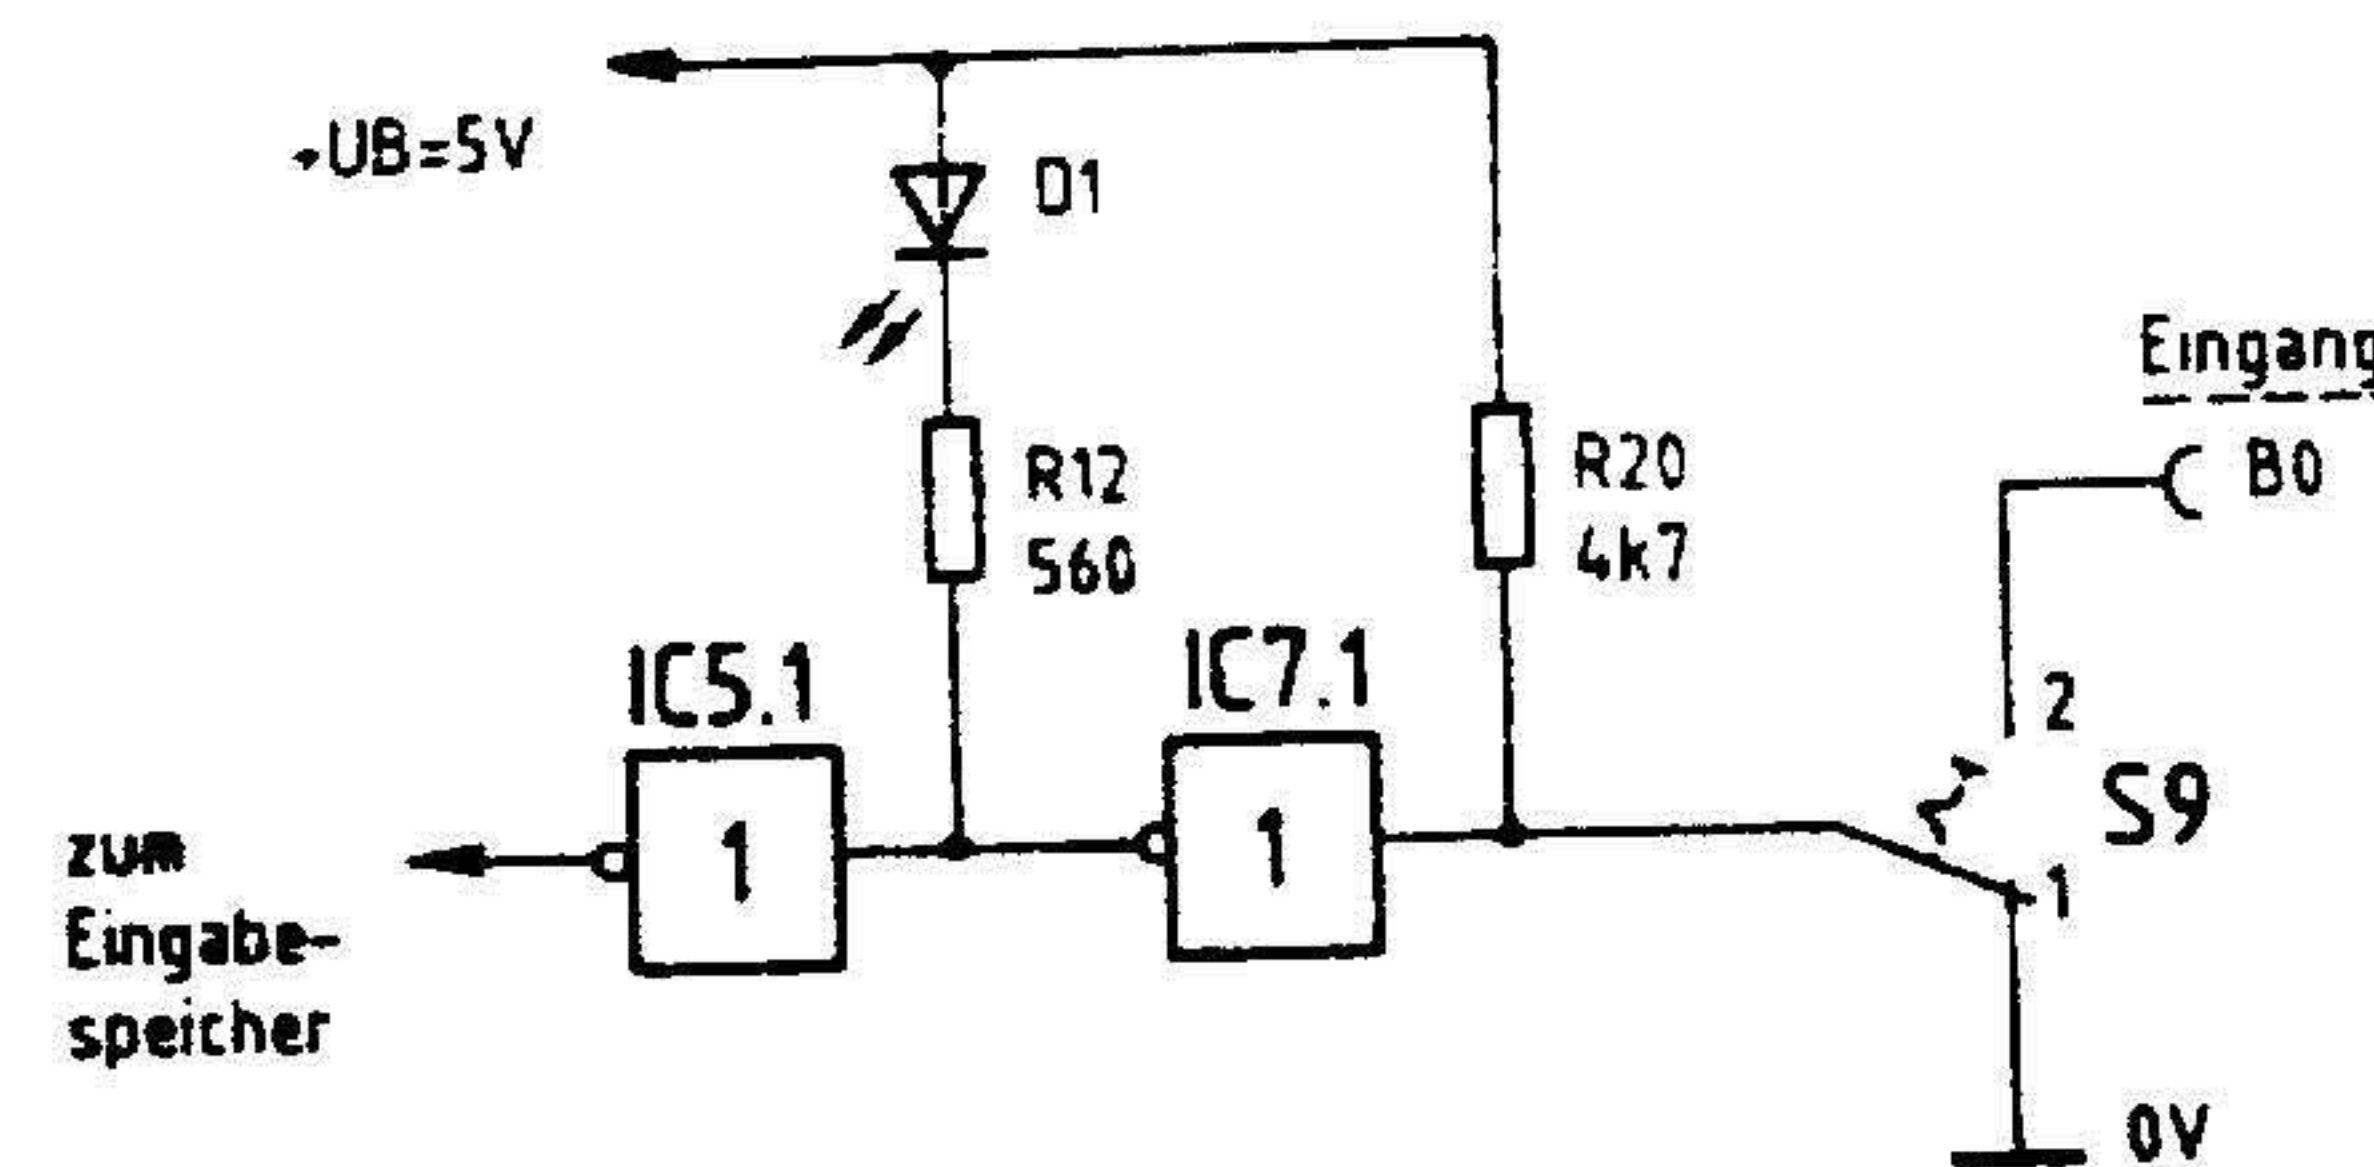 +UB=5V
D1
R12
560
R20
4k7
Eingang
B0
IC5.1
IC7.1
1
1
2
S9
1
zum
Eingabe-
speicher
0V